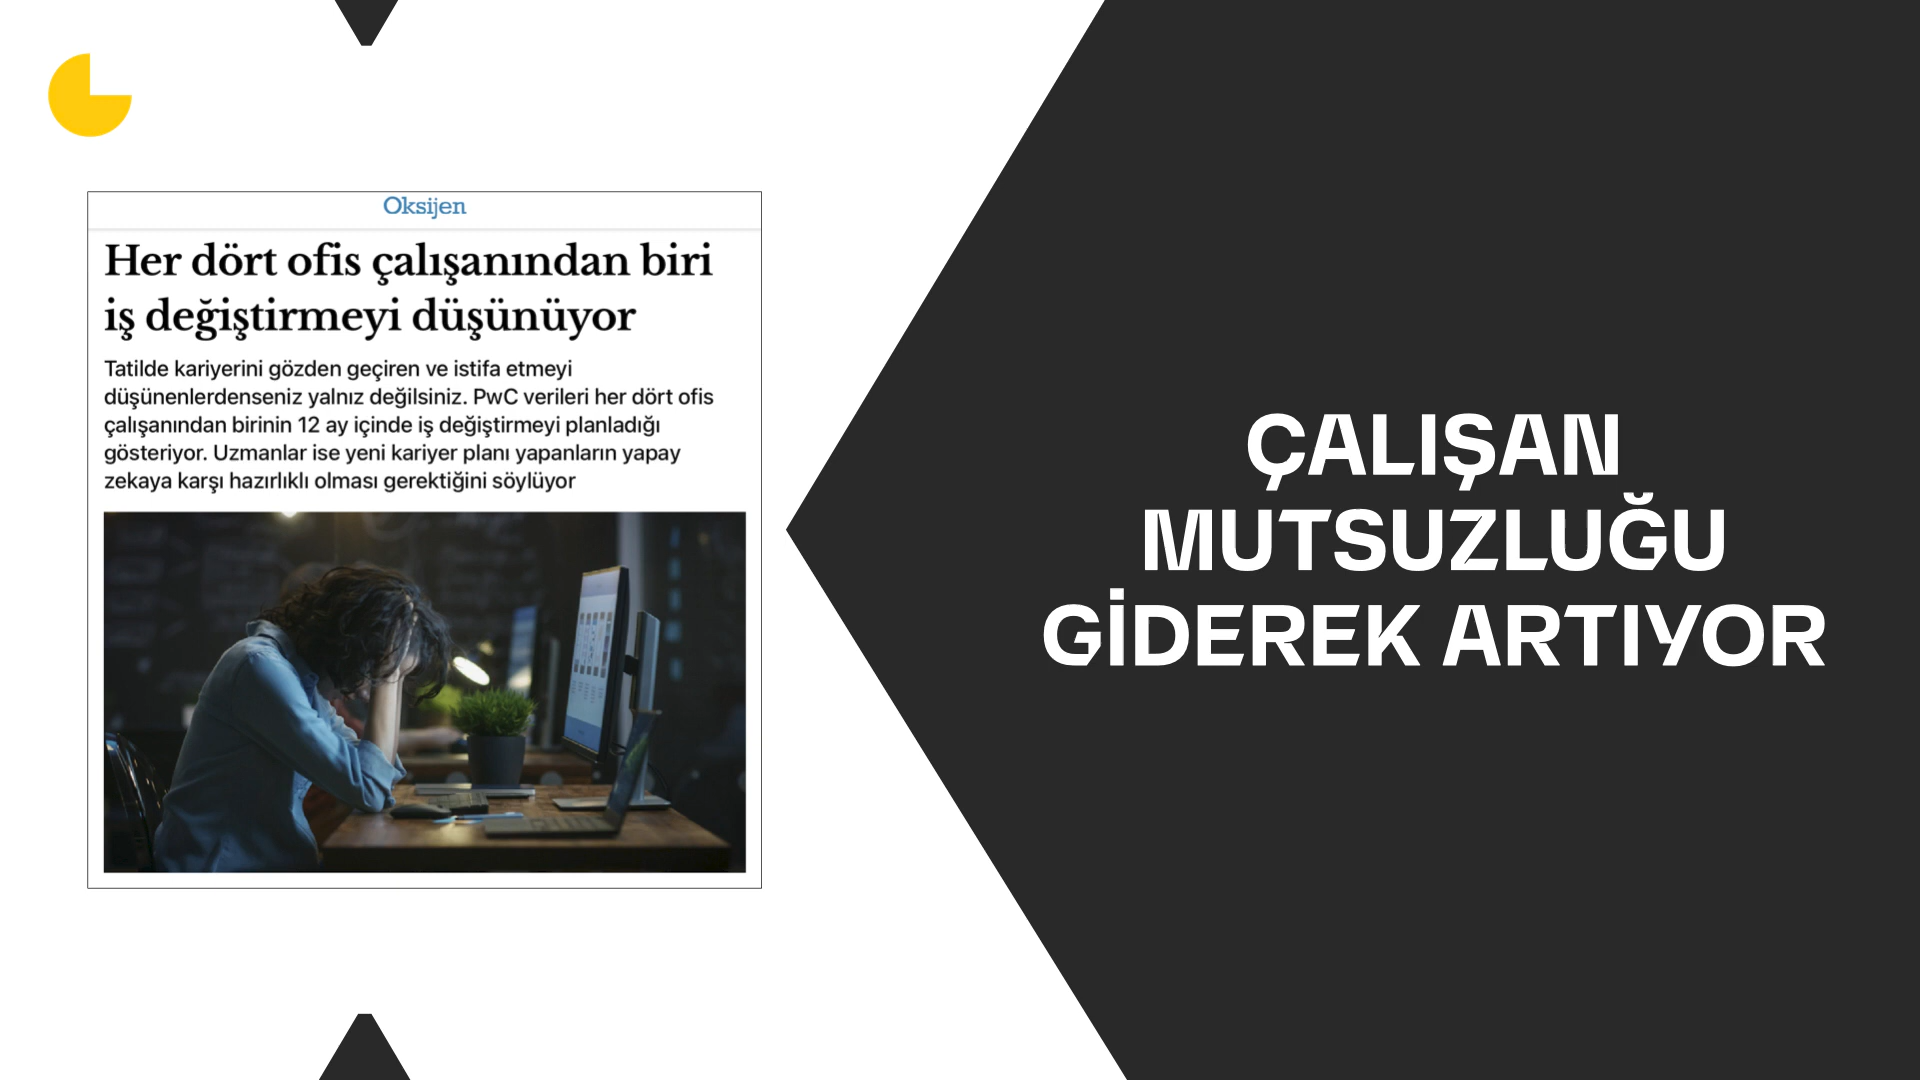 Oksijen
Her dört ofis çalışanından biri
iş değiştirmeyi düşünüyor
Tatilde kariyerini gözden geçiren ve istifa etmeyi
düşünenlerdenseniz yalnız değilsiniz. PwC verileri her dört ofis
çalışanından birinin 12 ay içinde iş değiştirmeyi planladığı
gösteriyor. Uzmanlar ise yeni kariyer planı yapanların yapay
zekaya karşı hazırlıklı olması gerektiğini söylüyor
ÇALIŞAN
MUTSUZLUĞU
GİDEREK ARTIYOR